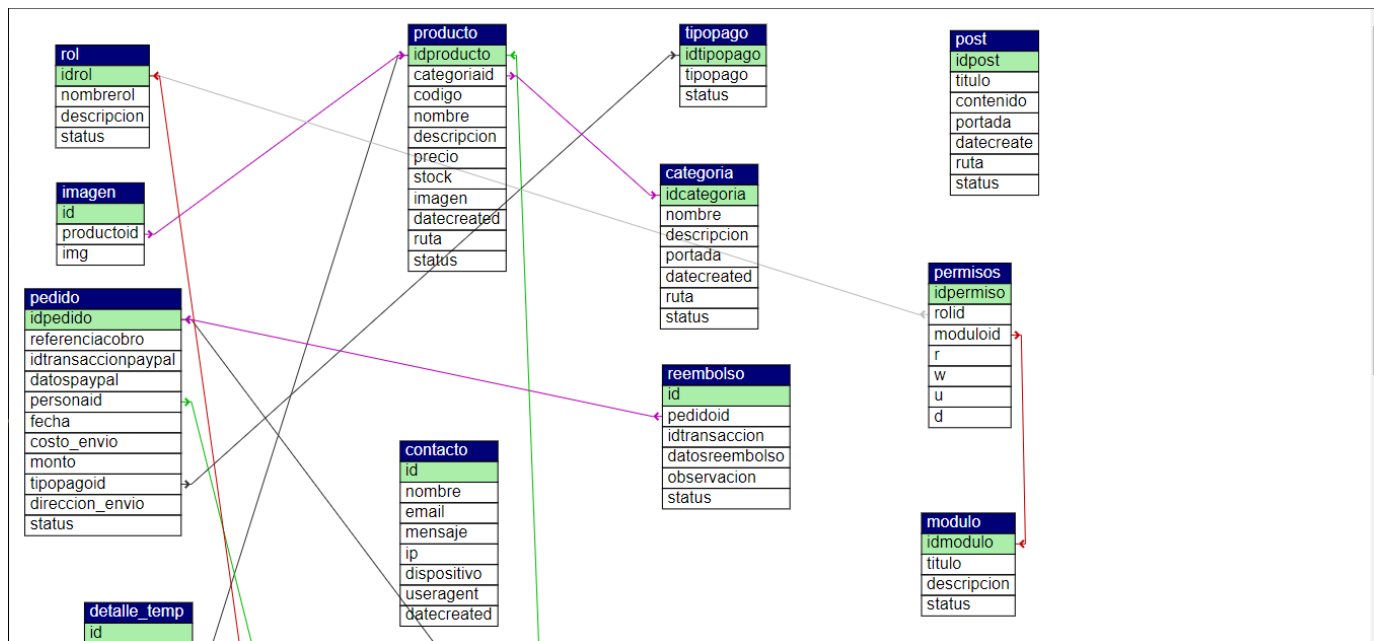 rol
idrol
nombrerol
descripcion
status
imagen
id
productoid
img
pedido
idpedido
referenciacobro
idtransaccionpaypal
datospaypal
personaid
fecha
costo_envio
monto
tipopagoid
direccion_envio
status
detalle_temp
id
producto
idproducto
categoriaid
codigo
nombre
descripcion
precio
stock
imagen
datecreated
ruta
status
contacto
id
nombre
email
mensaje
ip
dispositivo
useragent
datecreated
tipopago
idtipopago
tipopago
status
categoria
idcategoria
nombre
descripcion
portada
datecreated
ruta
status
reembolso
id
pedidoid
idtransaccion
datosreembolso
observacion
status
post
idpost
titulo
contenido
portada
datecreate
ruta
status
permisos
idpermiso
rolid
moduloid
r
w
u
d
modulo
idmodulo
titulo
descripcion
status